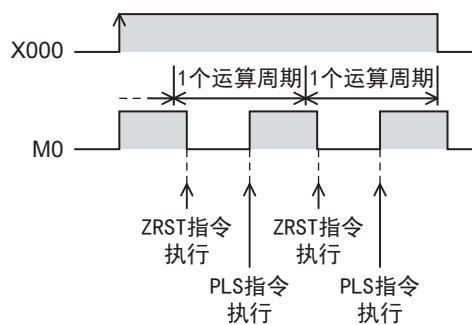 X000
1个运算周期 1个运算周期
M0
ZRST指令 ZRST指令
执行 执行
PLS指令 PLS指令
执行 执行